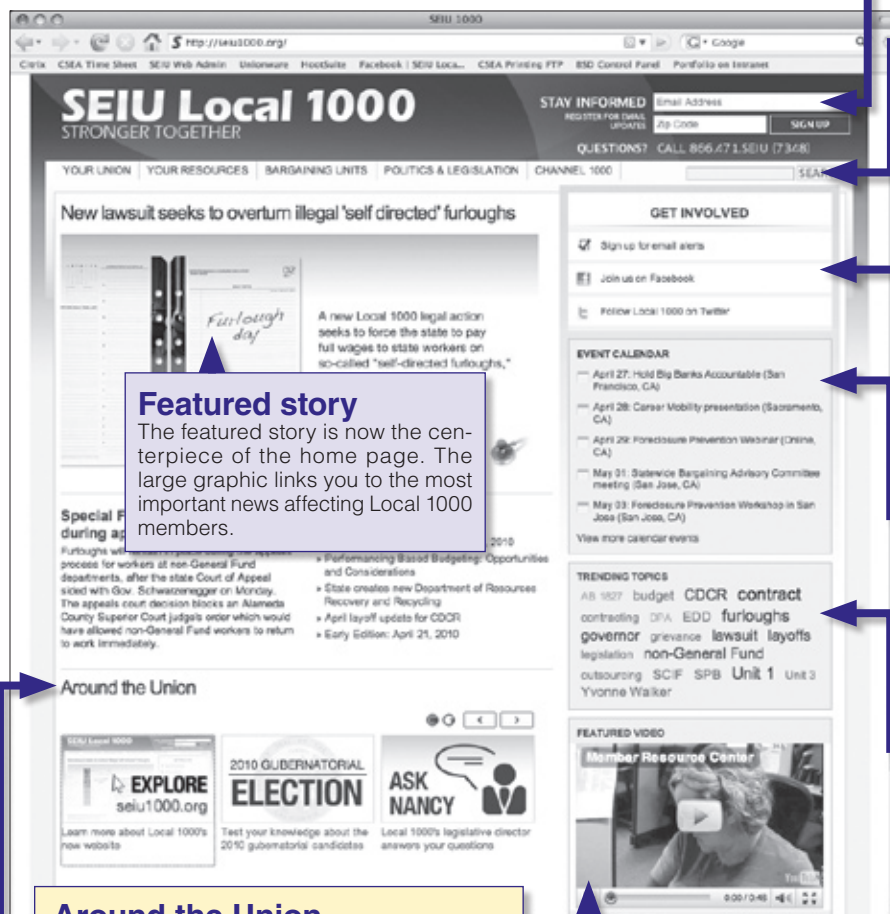 SEIU 1000
http://seiu1000.org/
Google
Citrix CSEA Time Sheet SEIU Web Admin Unionware HootSuite Facebook | SEIU Loca... CSEA Printing FTP BSD Control Panel Portfolio on Intranet
SEIU Local 1000
STRONGER TOGETHER
STAY INFORMED
REGISTER FOR EMAIL
UPDATES
Email Address
Zip Code
SIGN UP
QUESTIONS? CALL 866.471.SEIU (7348)
YOUR UNION YOUR RESOURCES BARGAINING UNITS POLITICS & LEGISLATION CHANNEL 1000
New lawsuit seeks to overturn illegal 'self directed' furloughs
Furlough
day
A new Local 1000 legal action
seeks to force the state to pay
full wages to state workers on
so-called "self-directed furloughs,"
Featured story
The featured story is now the cen-
terpiece of the home page. The
large graphic links you to the most
important news affecting Local 1000
members.
Special
during
Furloughs will
process for workers at non-General Fund
departments, after the state Court of Appeal
sided with Gov. Schwarzenegger on Monday.
The appeals court decision blocks an Alameda
County Superior Court judge's order which would
have allowed non-General Fund workers to return
to work immediately.
, 2010
» Performancing Based Budgeting: Opportunities
and Considerations
» State creates new Department of Resources
Recovery and Recycling
» April layoff update for CDCR
» Early Edition: April 21, 2010
GET INVOLVED
Sign up for email alerts
Join us on Facebook
Follow Local 1000 on Twitter
EVENT CALENDAR
April 27: Hold Big Banks Accountable (San
Francisco, CA)
April 28: Career Mobility presentation (Sacramento,
CA)
April 29: Foreclosure Prevention Webinar (Online,
CA)
May 01: Statewide Bargaining Advisory Committee
meeting (San Jose, CA)
May 03: Foreclosure Prevention Workshop in San
Jose (San Jose, CA)
View more calendar events
TRENDING TOPICS
AB 1827 budget CDCR contract
contracting DPA EDD furloughs
governor grievance lawsuit layoffs
legislation non-General Fund
outsourcing SCIF SPB Unit 1 Unit 3
Yvonne Walker
Around the Union
SEIU Local 1000
EXPLORE
seiu1000.org
Learn more about Local 1000's
new website
2010 GUBERNATORIAL
ELECTION
Test your knowledge about the
2010 gubernatorial candidates
ASK
NANCY
Local 1000's legislative director
answers your questions
FEATURED VIDEO
Member Resource Center
YouTube
0:00 / 0:48
Around the Union